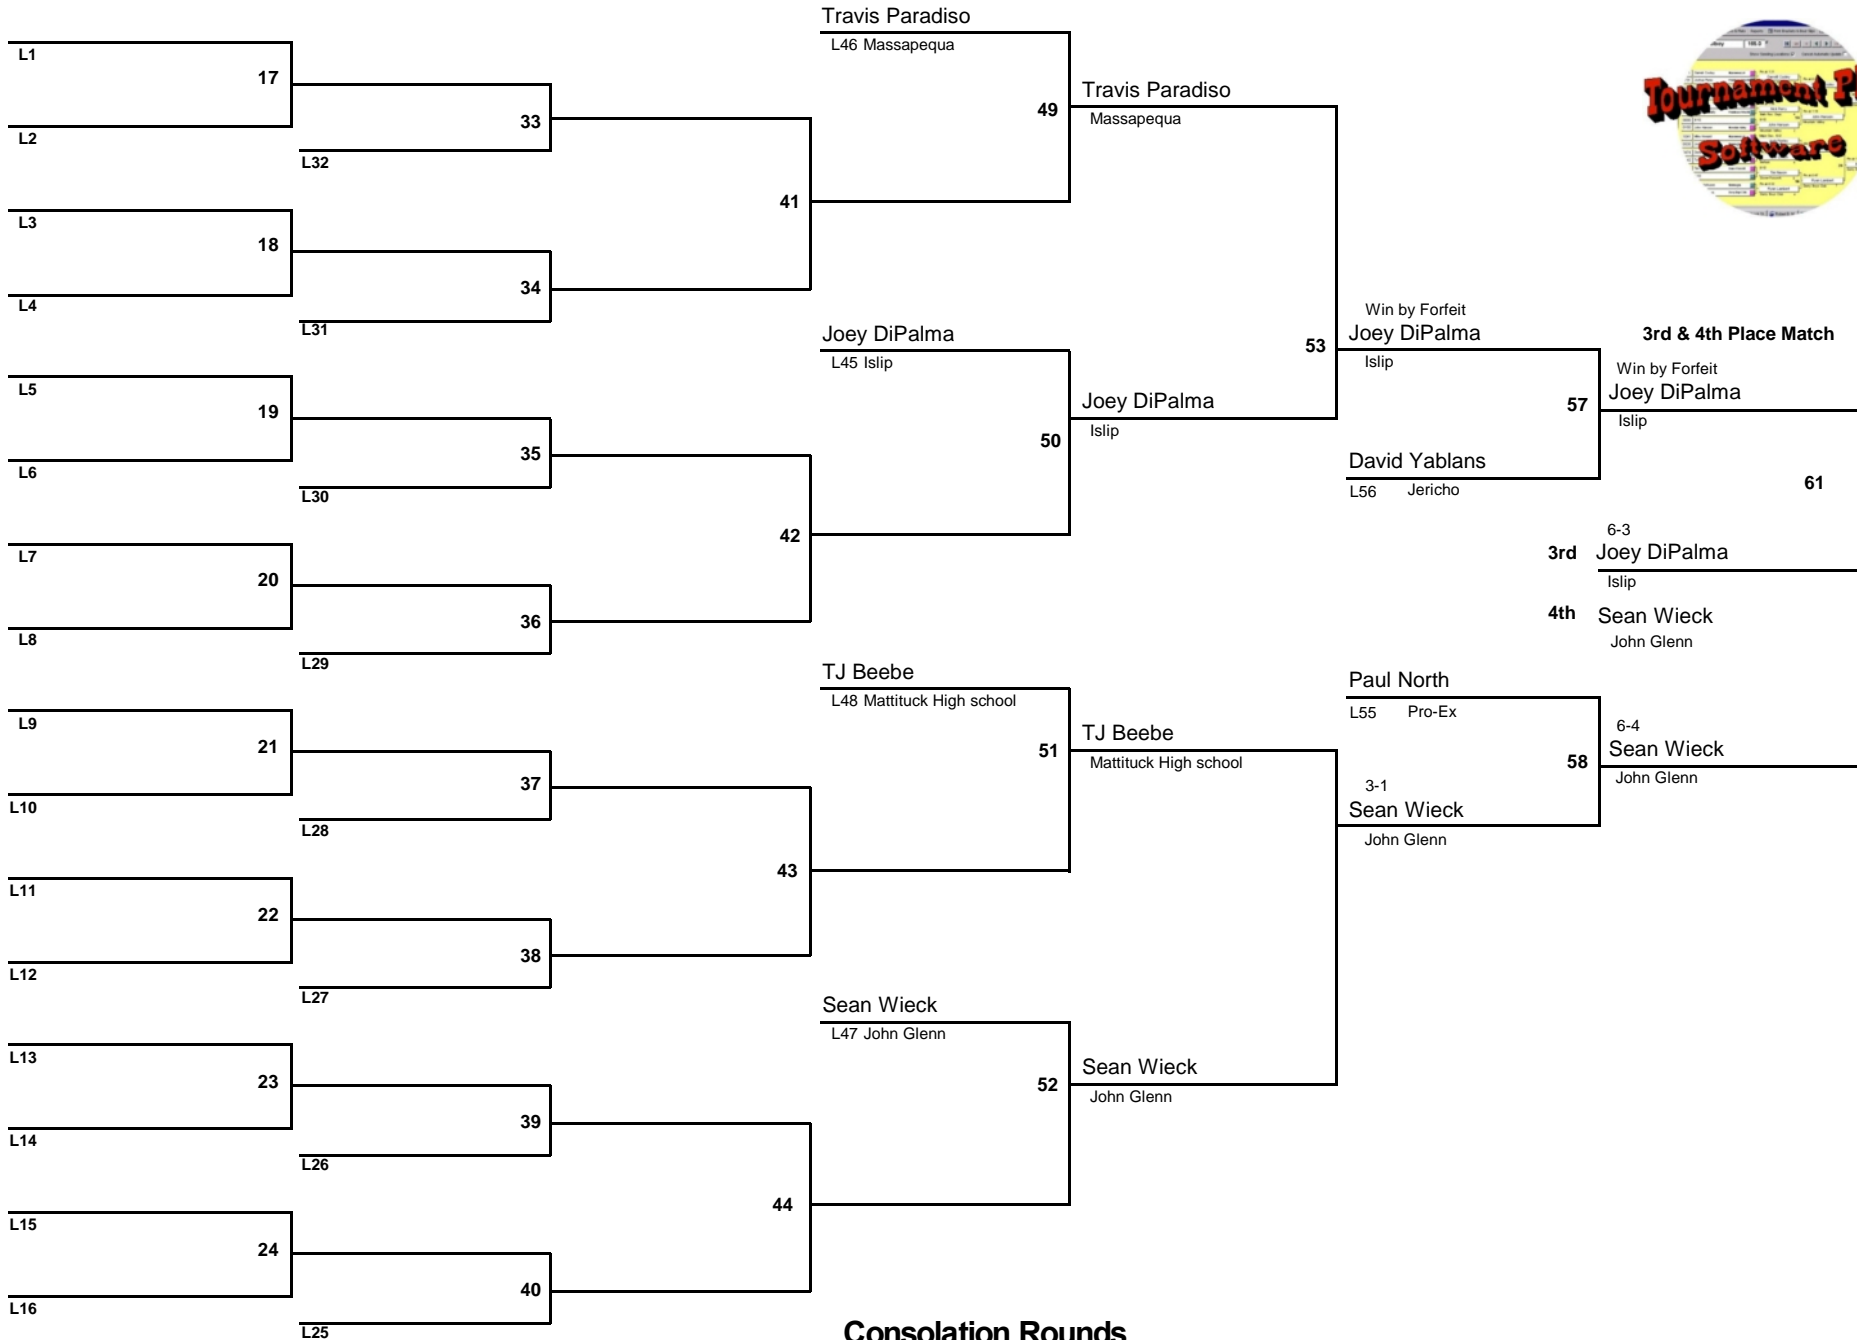 Travis Paradiso
L46 Massapequa
L1
17
L2
33
L32
49
Travis Paradiso
Massapequa
Tournament P
Software
L3
18
L4
41
34
L31
Joey DiPalma
L45 Islip
53
Win by Forfeit
Joey DiPalma
Islip
3rd & 4th Place Match
L5
19
L6
35
L30
50
Joey DiPalma
Islip
57
Win by Forfeit
Joey DiPalma
Islip
David Yablans
L56 Jericho
61
L7
20
L8
42
36
L29
6-3
3rd Joey DiPalma
Islip
4th Sean Wieck
John Glenn
TJ Beebe
L48 Mattituck High school
Paul North
L55 Pro-Ex
L9
21
L10
37
L28
51
TJ Beebe
Mattituck High school
58
6-4
Sean Wieck
John Glenn
3-1
Sean Wieck
John Glenn
L11
22
L12
43
38
L27
Sean Wieck
L47 John Glenn
L13
23
L14
39
L26
52
Sean Wieck
John Glenn
L15
24
L16
44
40
L25
Consolation Rounds